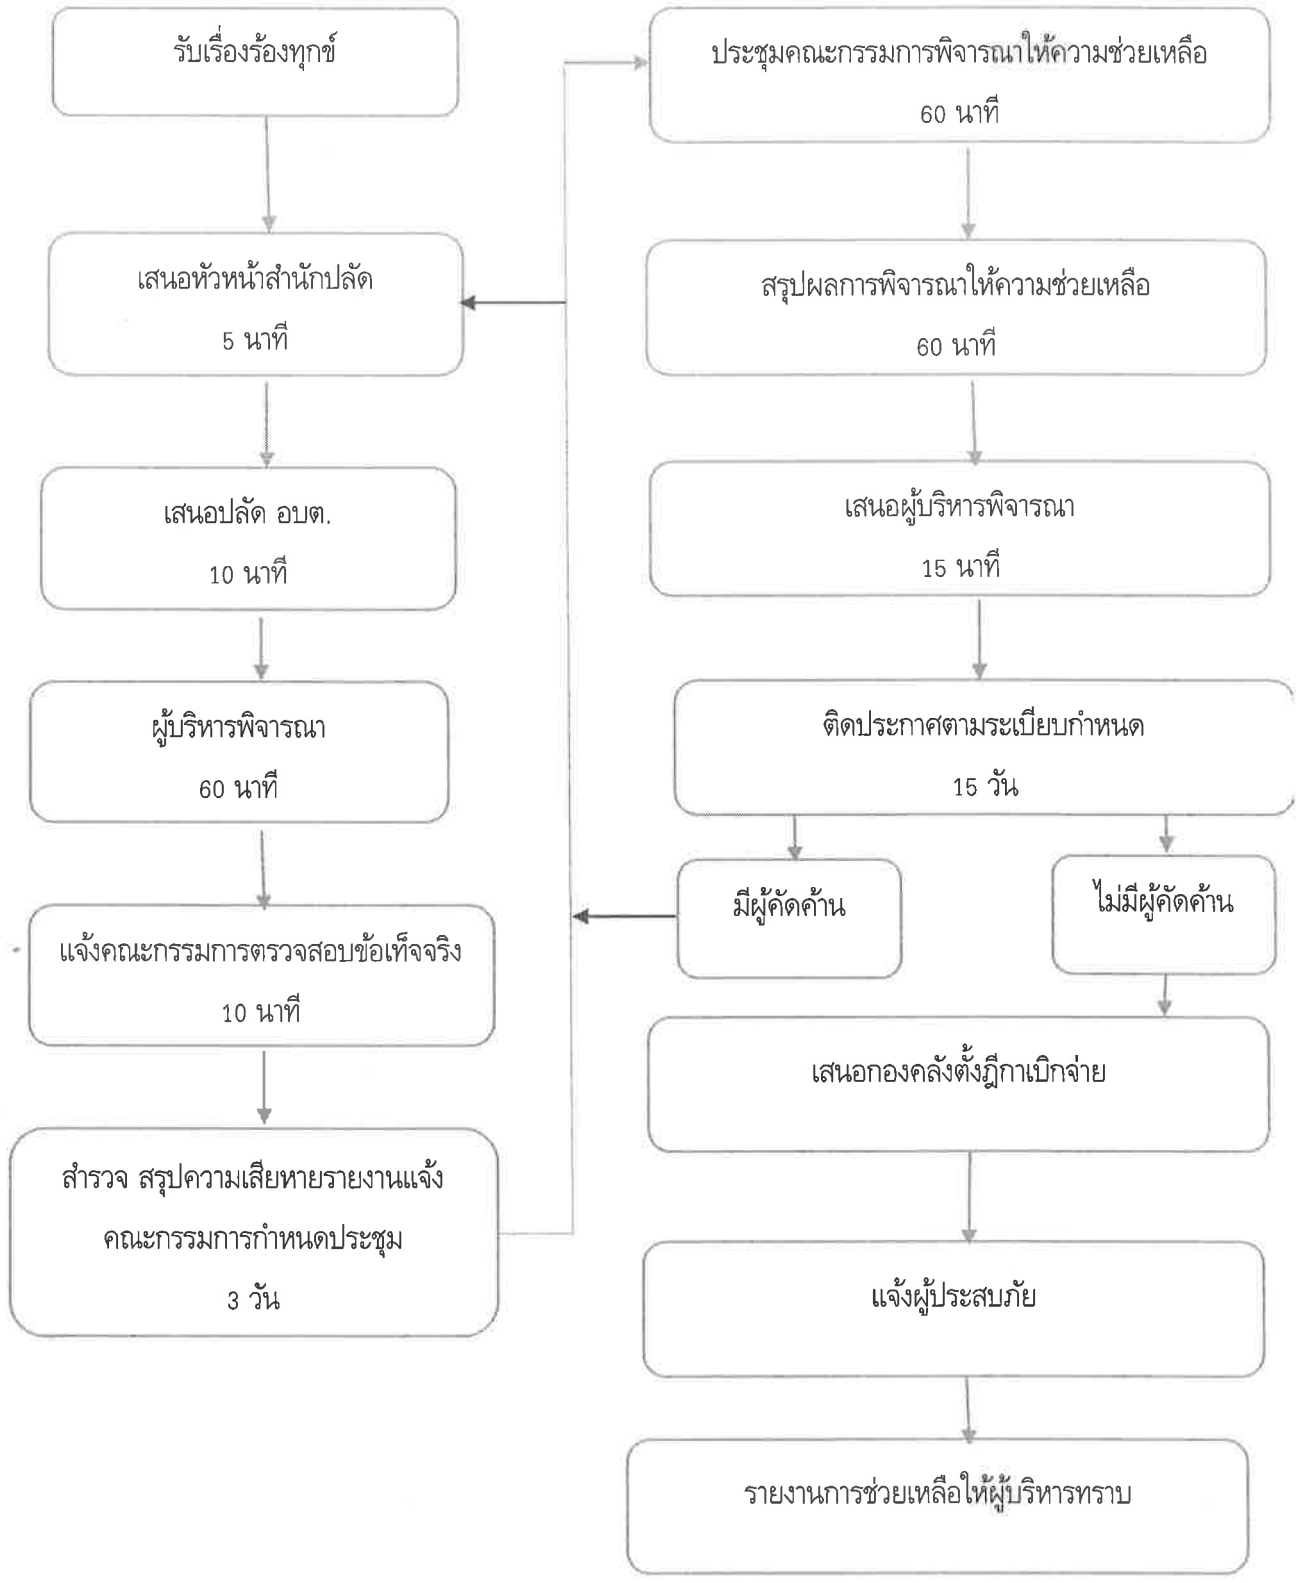 รับเรื่องร้องทุกข์
เสนอหัวหน้าสำนักปลัด
5 นาที
เสนอปลัด อบต.
10 นาที
ผู้บริหารพิจารณา
60 นาที
แจ้งคณะกรรมการตรวจสอบข้อเท็จจริง
10 นาที
สำรวจ สรุปความเสียหายรายงานแจ้ง
คณะกรรมการกำหนดประชุม
3 วัน
ประชุมคณะกรรมการพิจารณาให้ความช่วยเหลือ
60 นาที
สรุปผลการพิจารณาให้ความช่วยเหลือ
60 นาที
เสนอผู้บริหารพิจารณา
15 นาที
ติดประกาศตามระเบียบกำหนด
15 วัน
มีผู้คัดค้าน
ไม่มีผู้คัดค้าน
เสนอกองคลังตั้งฎีกาเบิกจ่าย
แจ้งผู้ประสบภัย
รายงานการช่วยเหลือให้ผู้บริหารทราบ